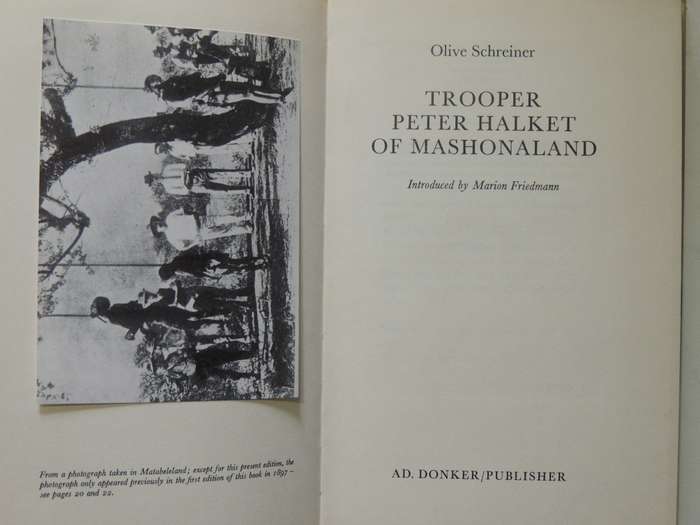 From a photograph taken in Matabeleland; except for this present edition, the
photograph only appeared previously in the first edition of this book in 1897 –
see pages 20 and 22.
Olive Schreiner
TROOPER
PETER HALKET
OF MASHONALAND
Introduced by Marion Friedmann
AD. DONKER/PUBLISHER